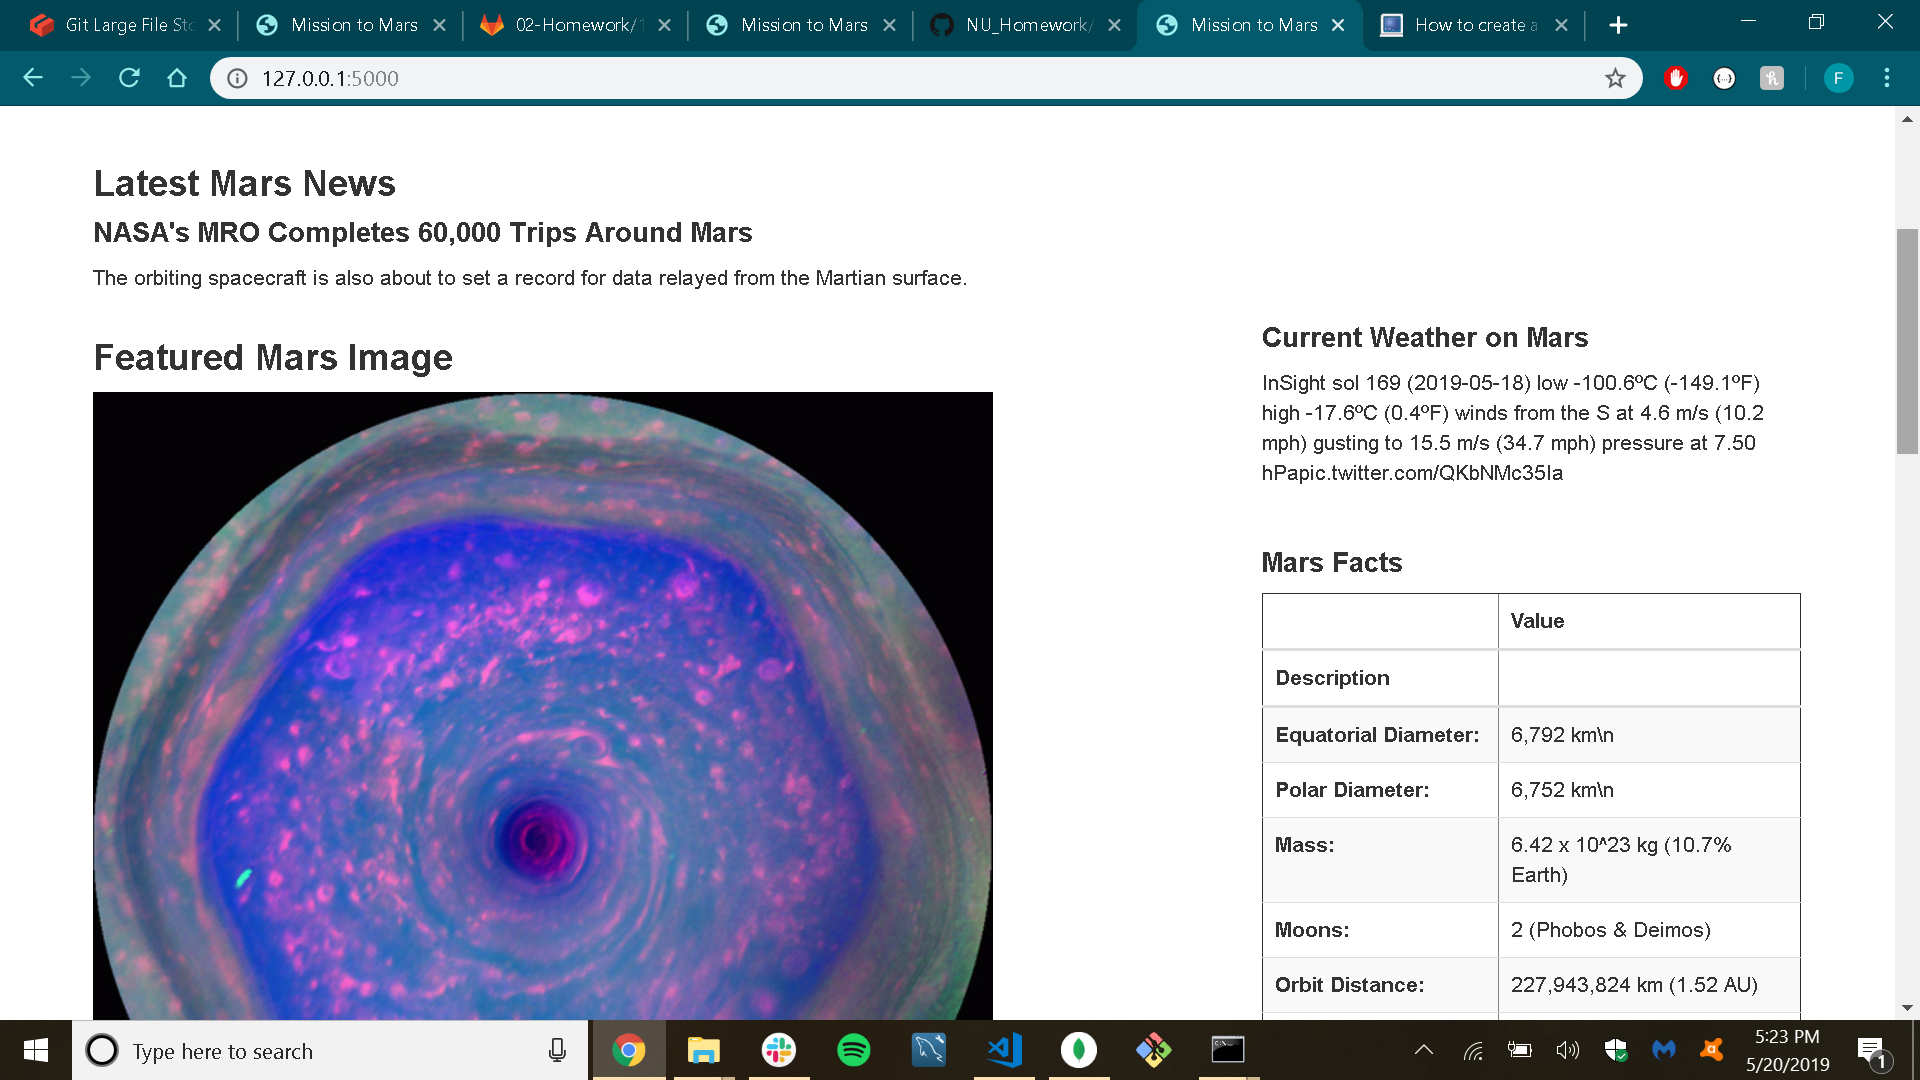 Git Large File Sto
Mission to Mars
02-Homework/
Mission to Mars
NU_Homework/
Mission to Mars
How to create a
127.0.0.1:5000
F
Latest Mars News
NASA's MRO Completes 60,000 Trips Around Mars
The orbiting spacecraft is also about to set a record for data relayed from the Martian surface.
Featured Mars Image
Current Weather on Mars
InSight sol 169 (2019-05-18) low -100.6ºC (-149.1ºF)
high -17.6ºC (0.4ºF) winds from the S at 4.6 m/s (10.2
mph) gusting to 15.5 m/s (34.7 mph) pressure at 7.50
hPapic.twitter.com/QKbNMc35Ia
Mars Facts
Value
Description
Equatorial Diameter: 6,792 km\n
Polar Diameter: 6,752 km\n
Mass: 6.42 x 10^23 kg (10.7%
Earth)
Moons: 2 (Phobos & Deimos)
Orbit Distance: 227,943,824 km (1.52 AU)
Type here to search
5:23 PM
5/20/2019
1